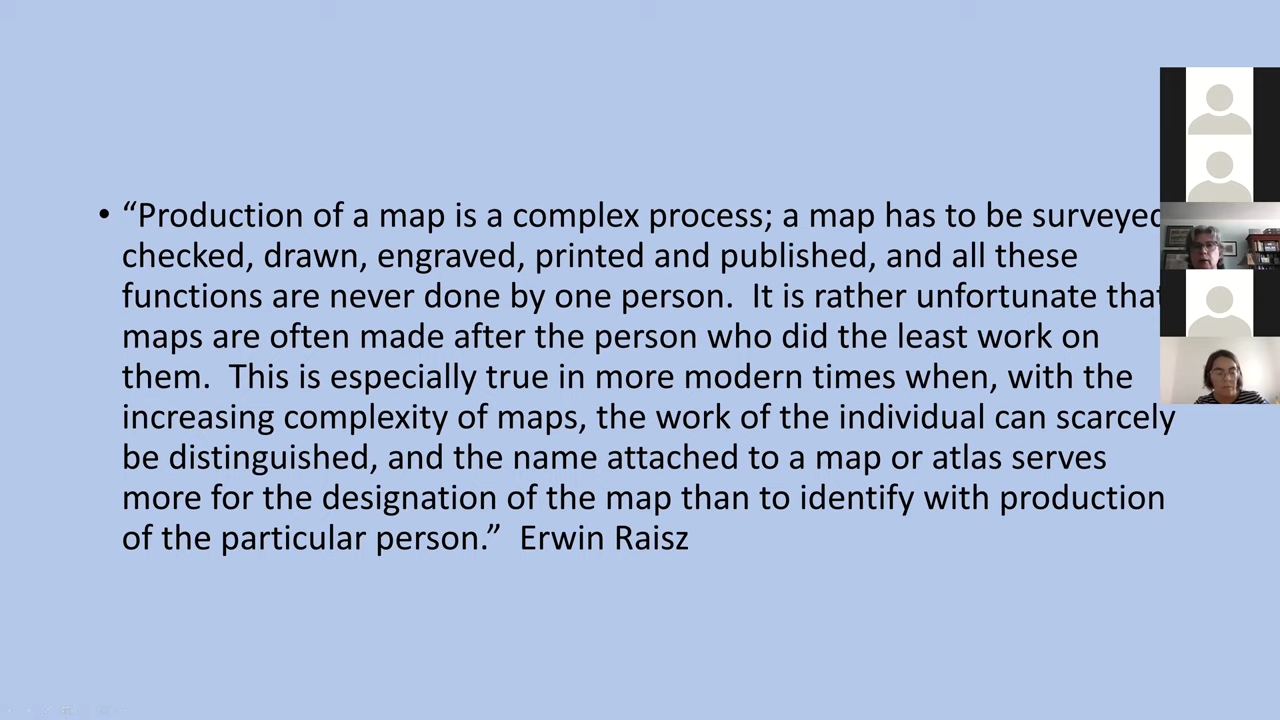 • “Production of a map is a complex process; a map has to be surveyed
checked, drawn, engraved, printed and published, and all these
functions are never done by one person.  It is rather unfortunate that
maps are often made after the person who did the least work on
them.  This is especially true in more modern times when, with the
increasing complexity of maps, the work of the individual can scarcely
be distinguished, and the name attached to a map or atlas serves
more for the designation of the map than to identify with production
of the particular person.”  Erwin Raisz